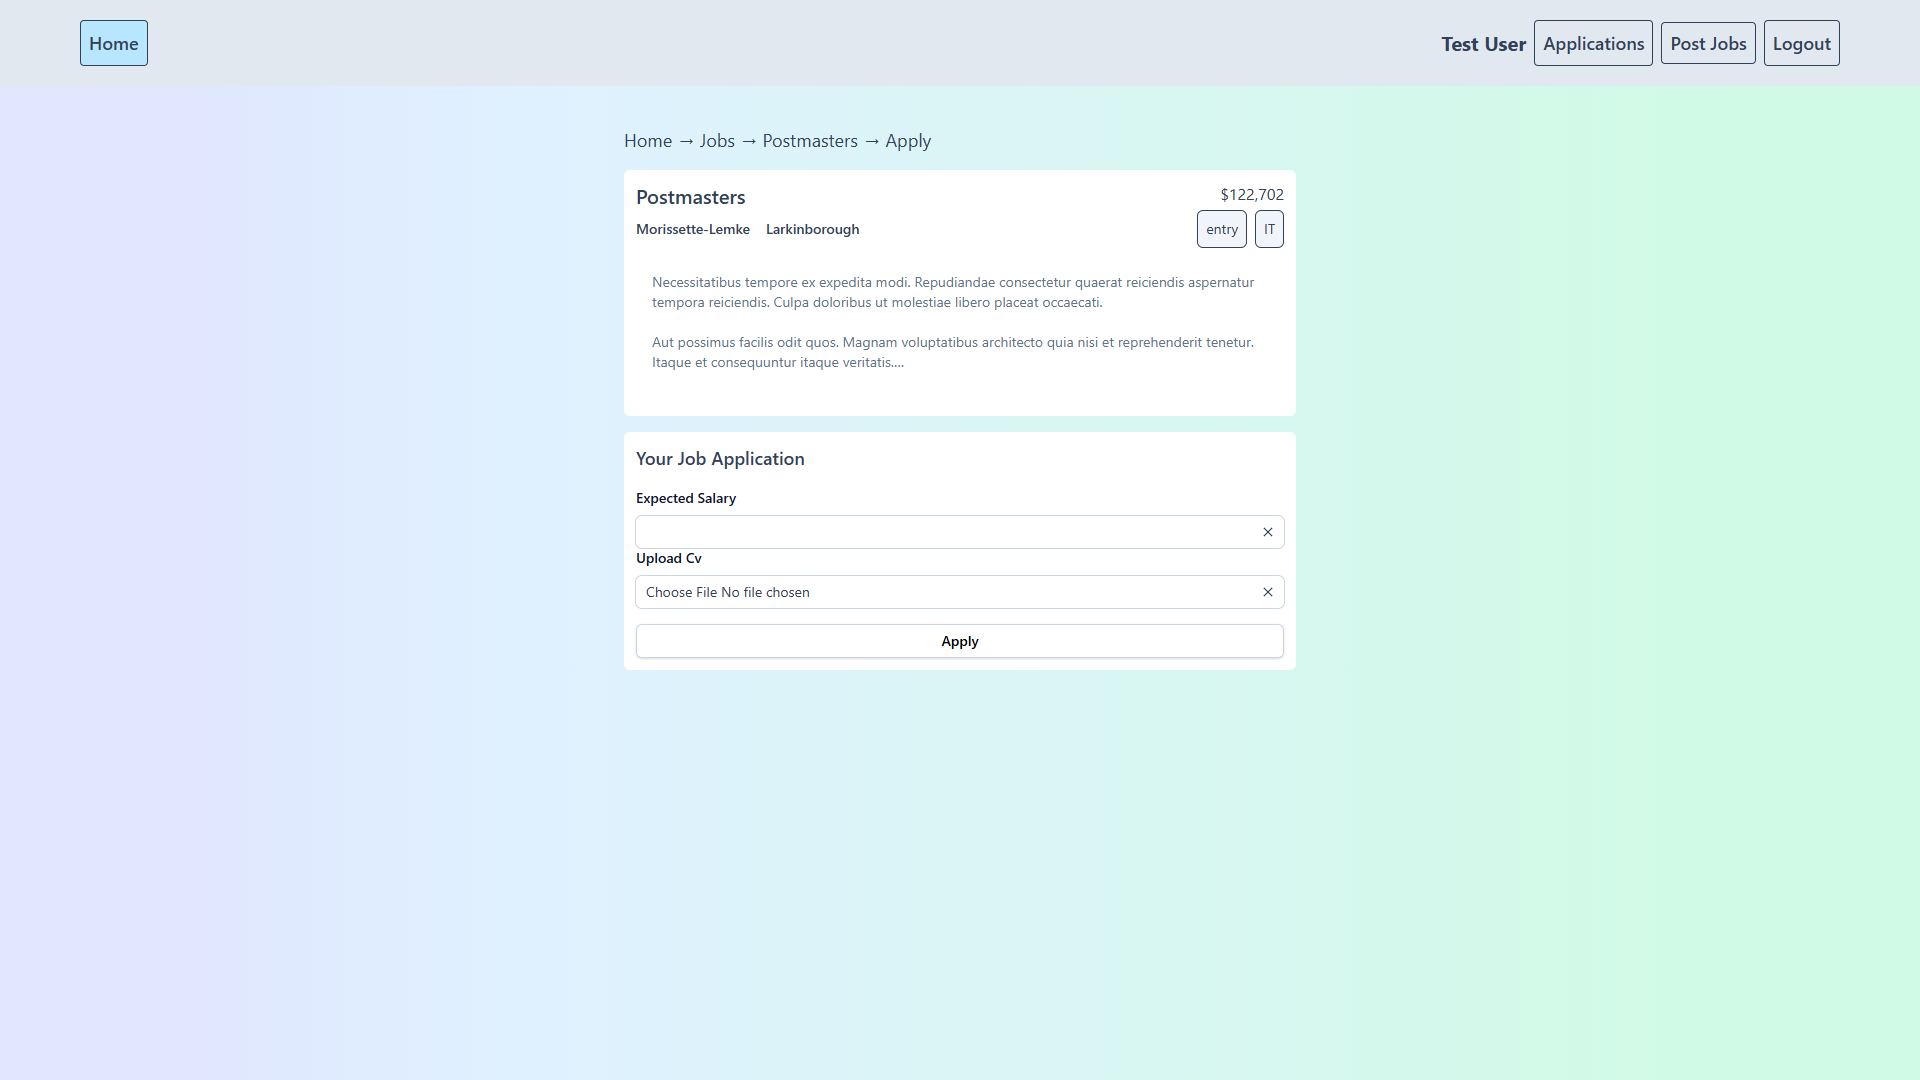 Home
Test User Applications Post Jobs Logout
Home → Jobs → Postmasters → Apply
Postmasters $122,702
Morissette-Lemke Larkinborough entry IT
Necessitatibus tempore ex expedita modi. Repudiandae consectetur quaerat reiciendis aspernatur
tempora reiciendis. Culpa doloribus ut molestiae libero placeat occaecati.
Aut possimus facilis odit quos. Magnam voluptatibus architecto quia nisi et reprehenderit tenetur.
Itaque et consequuntur itaque veritatis....
Your Job Application
Expected Salary
Upload Cv
Choose File No file chosen
Apply